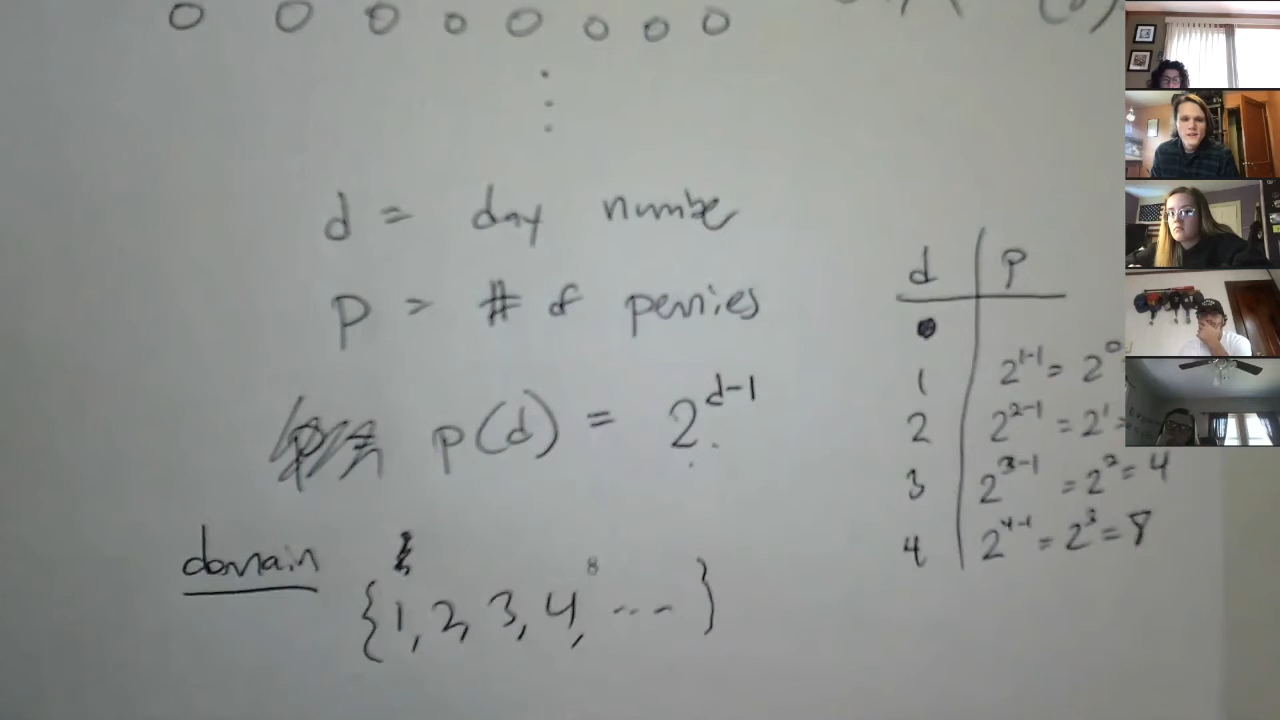 d = day number
p = # of pennies
p(d) = 2^{d-1}
domain
{1, 2, 3, 4, ...}
8
d | p
1 | 2^{1-1} = 2^0
2 | 2^{2-1} = 2^1 =
3 | 2^{3-1} = 2^2 = 4
4 | 2^{4-1} = 2^3 = 8